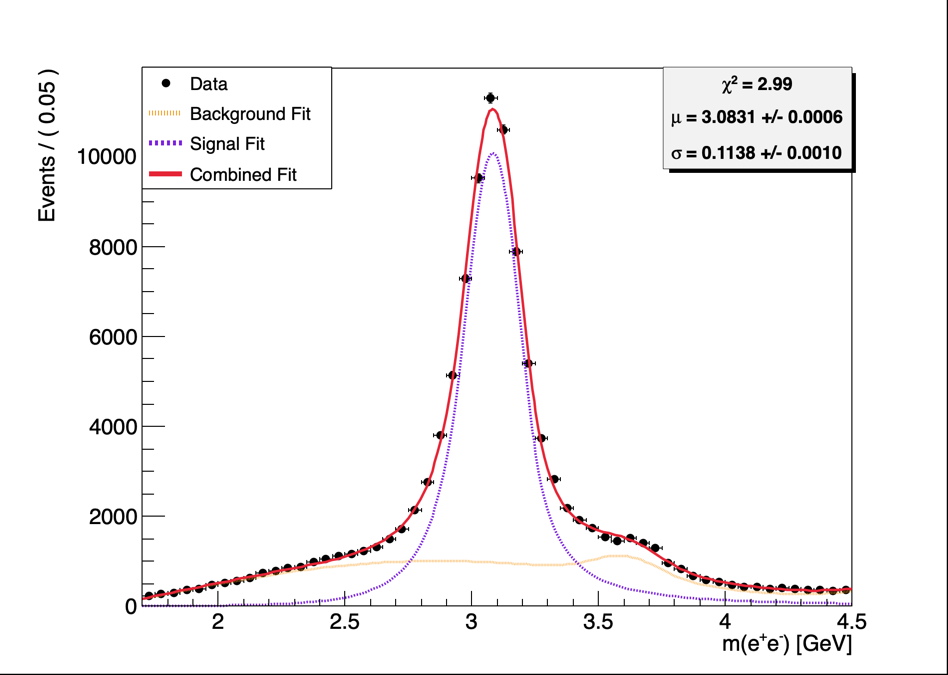 Data
Background Fit
Signal Fit
Combined Fit
χ² = 2.99
μ = 3.0831 +/- 0.0006
σ = 0.1138 +/- 0.0010
Events / ( 0.05 )
10000
8000
6000
4000
2000
0
2 2.5 3 3.5 4 4.5
m(e⁺e⁻) [GeV]